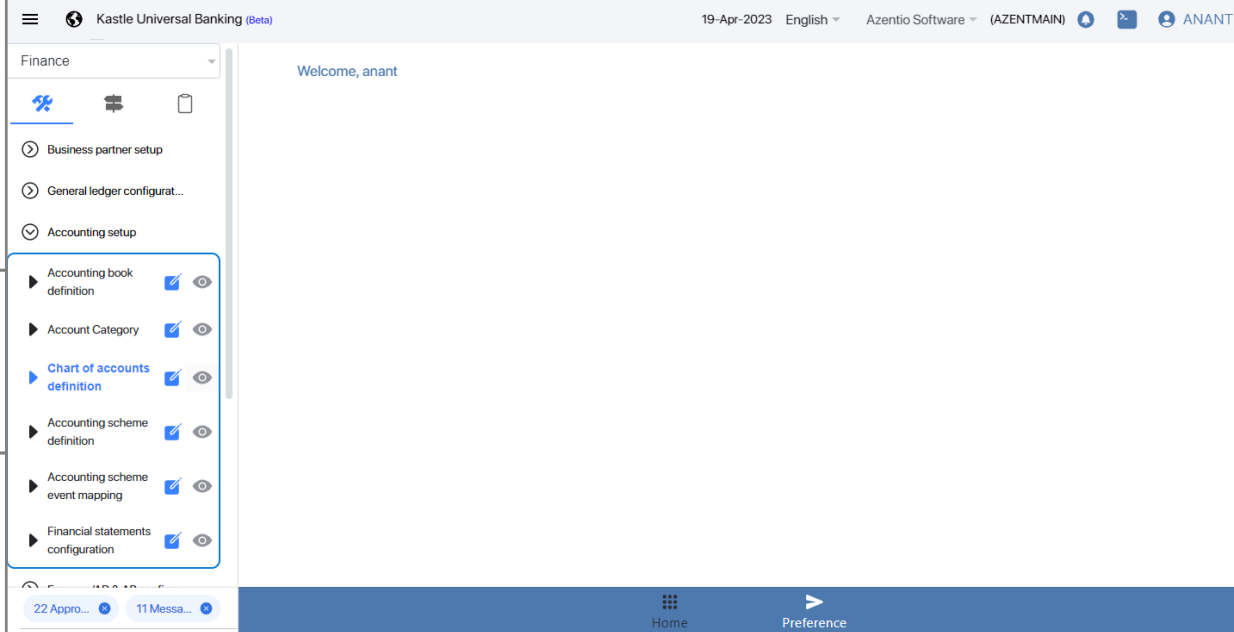 Kastle Universal Banking (Beta)
19-Apr-2023 English Azentio Software (AZENTMAIN) ANANT
Finance
Welcome, anant
Business partner setup
General ledger configurat...
Accounting setup
Accounting book
definition
Account Category
Chart of accounts
definition
Accounting scheme
definition
Accounting scheme
event mapping
Financial statements
configuration
22 Appro...
11 Messa...
Home
Preference